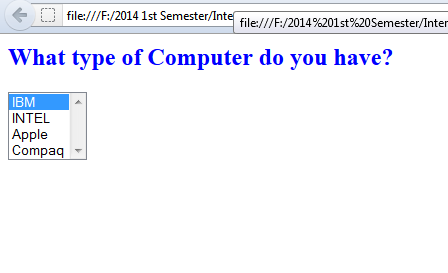 file:///F:/2014 1st Semester/Inte
file:///F:/2014%201st%20Semester/Inter
What type of Computer do you have?
IBM
INTEL
Apple
Compaq